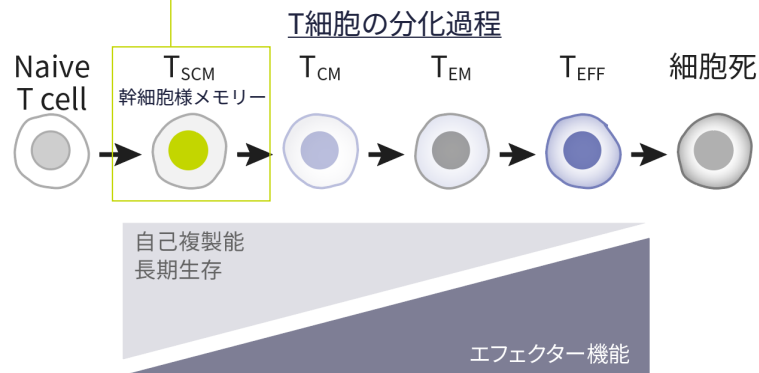 T細胞の分化過程
Naive
T cell
TSCM
幹細胞様メモリー
TCM
TEM
TEFF
細胞死
自己複製能
長期生存
エフェクター機能